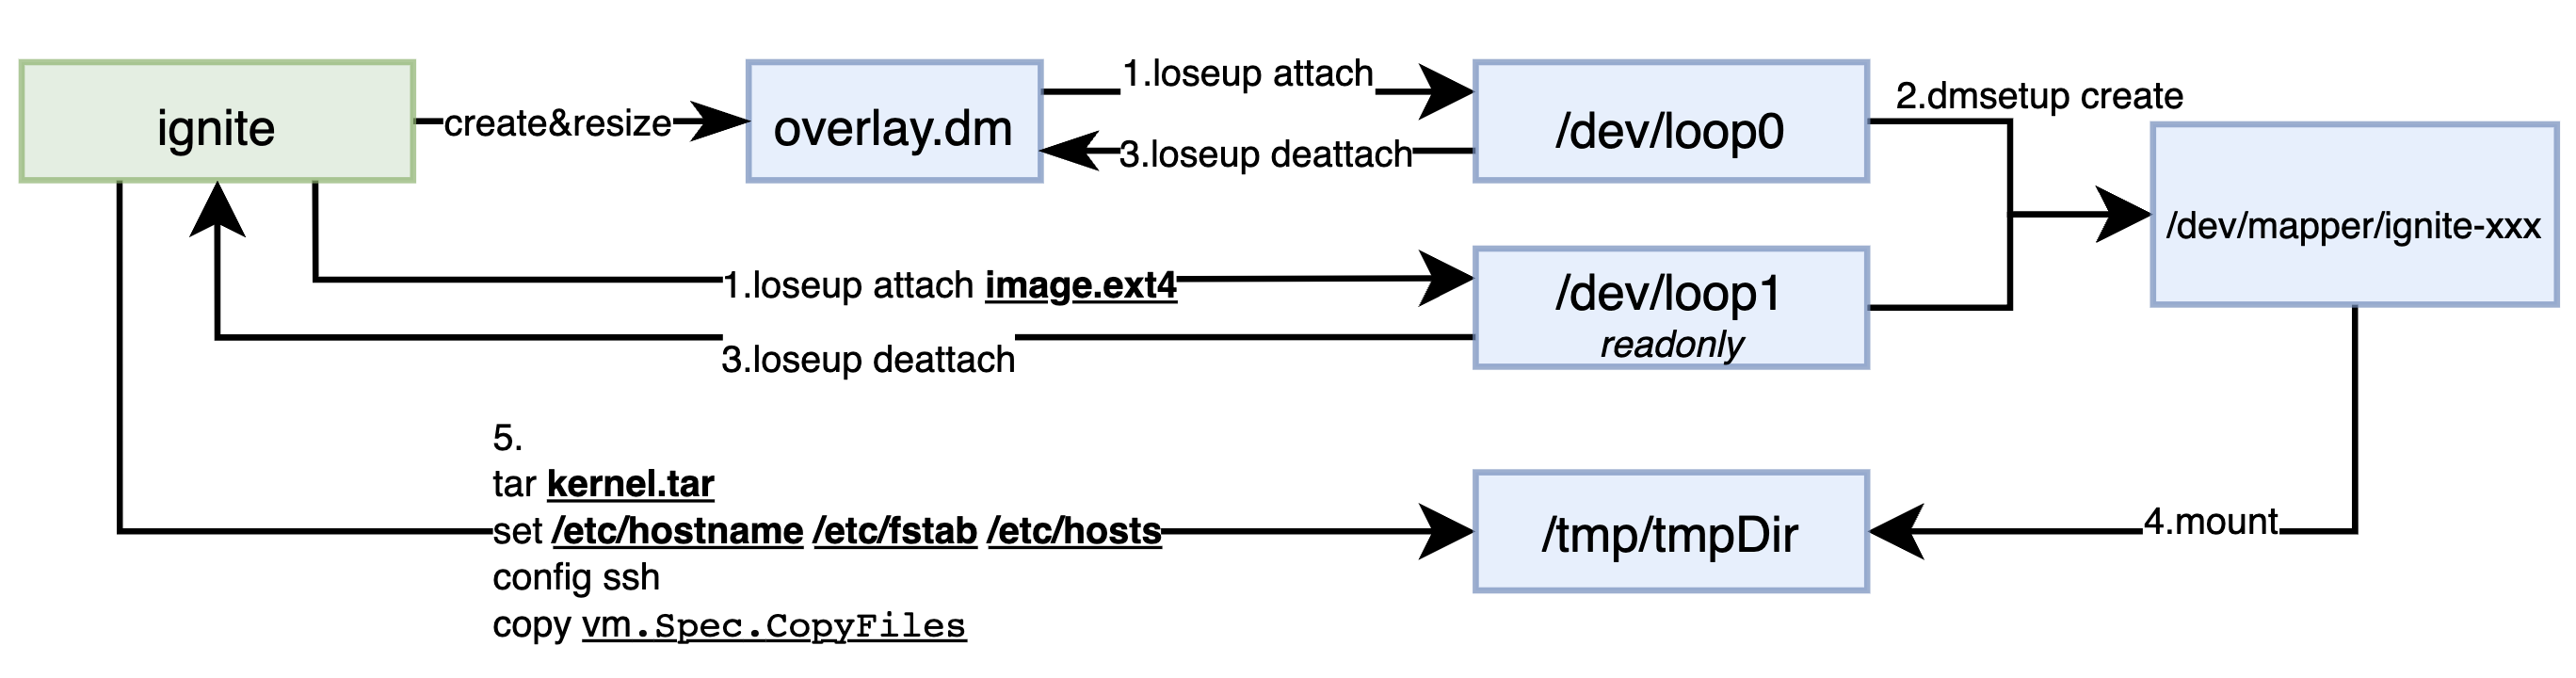 ignite
create&resize
overlay.dm
1.loseup attach
3.loseup deattach
/dev/loop0
2.dmsetup create
/dev/mapper/ignite-xxx
1.loseup attach image.ext4
3.loseup deattach
/dev/loop1
readonly
5.
tar kernel.tar
set /etc/hostname /etc/fstab /etc/hosts
config ssh
copy vm.Spec.CopyFiles
/tmp/tmpDir
4.mount